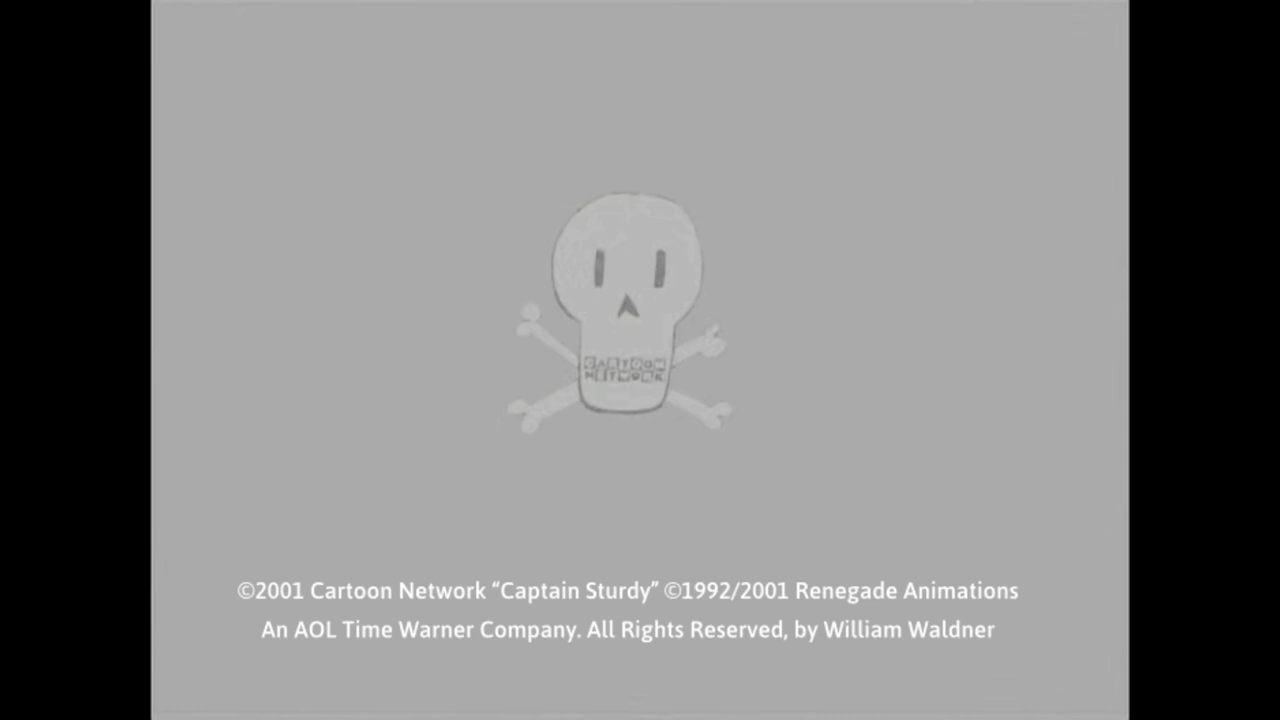 CARTOON
NETWORK
©2001 Cartoon Network “Captain Sturdy” ©1992/2001 Renegade Animations
An AOL Time Warner Company. All Rights Reserved, by William Waldner